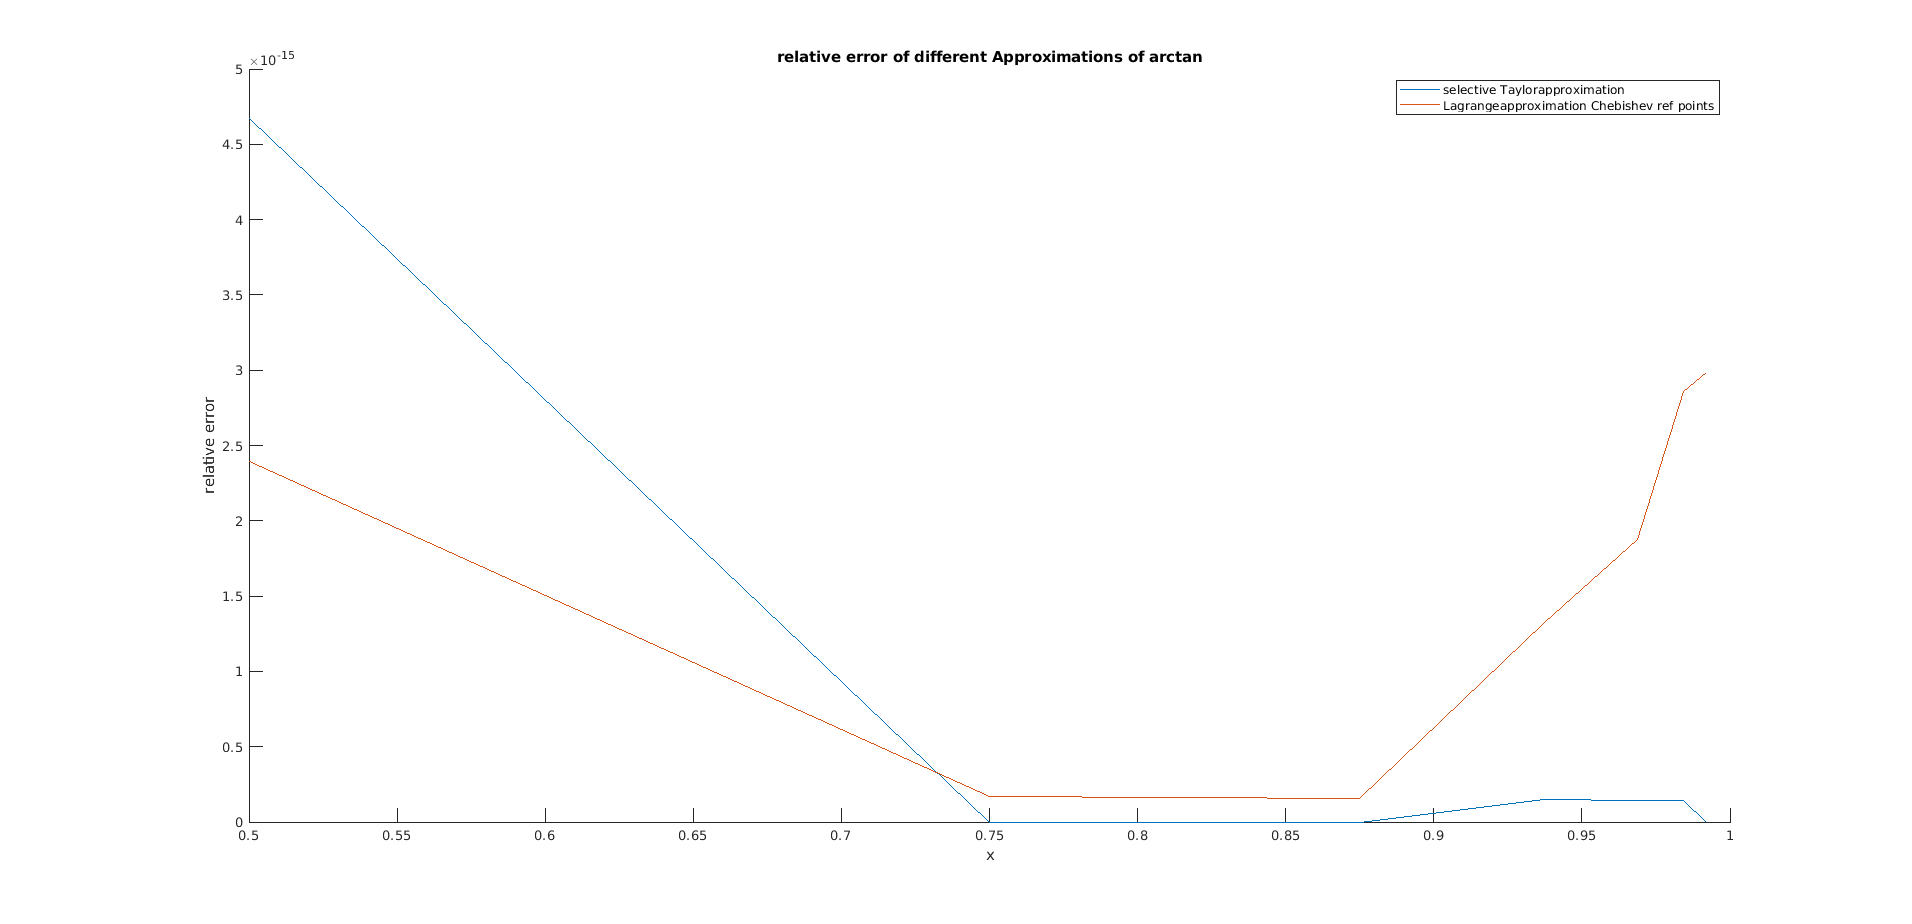 relative error of different Approximations of arctan
×10-15
selective Taylorapproximation
Lagrangeapproximation Chebishev ref points
5
4.5
4
3.5
3
2.5
2
1.5
1
0.5
0
relative error
0.5 0.55 0.6 0.65 0.7 0.75 0.8 0.85 0.9 0.95 1
x